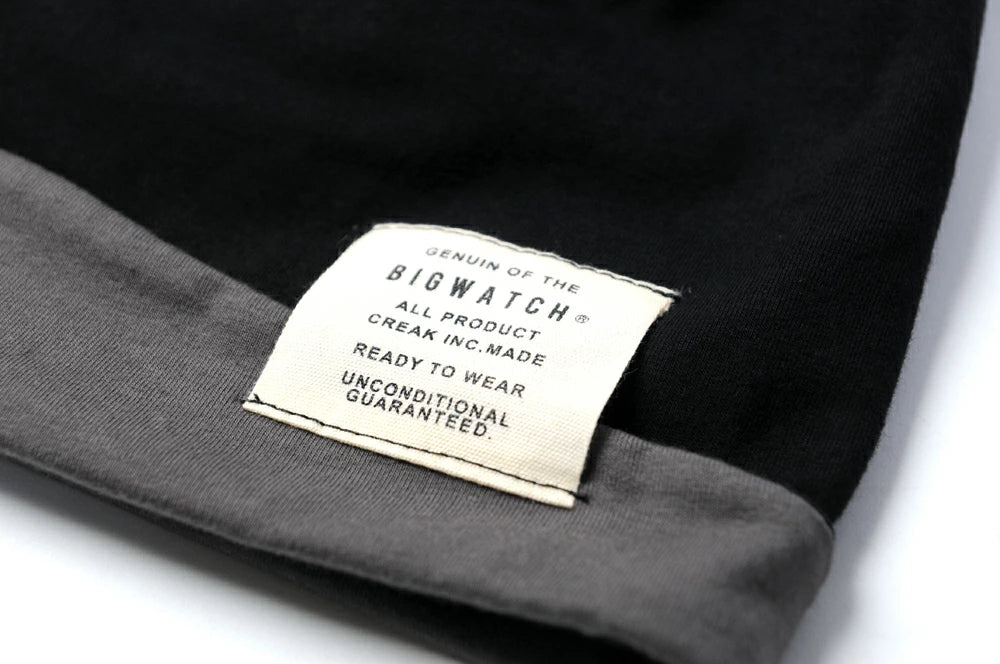 GENUIN OF THE
BIGWATCH®
ALL PRODUCT
CREAK INC.MADE
READY TO WEAR
UNCONDITIONAL
GUARANTEED.